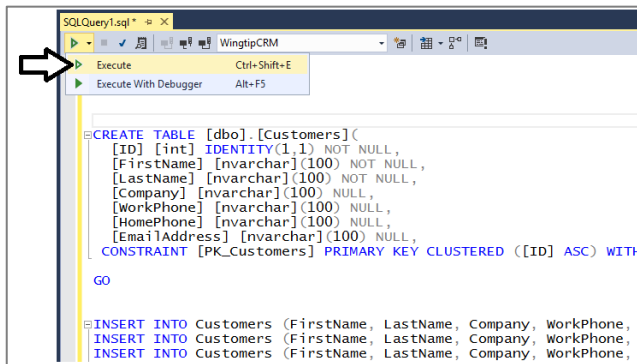 SQLQuery1.sql*
WingtipCRM
Execute Ctrl+Shift+E
Execute With Debugger Alt+F5
CREATE TABLE [dbo].[Customers](
[ID] [int] IDENTITY(1,1) NOT NULL,
[FirstName] [nvarchar](100) NOT NULL,
[LastName] [nvarchar](100) NOT NULL,
[Company] [nvarchar](100) NULL,
[WorkPhone] [nvarchar](100) NULL,
[HomePhone] [nvarchar](100) NULL,
[EmailAddress] [nvarchar](100) NULL,
CONSTRAINT [PK_Customers] PRIMARY KEY CLUSTERED ([ID] ASC) WITH
GO
INSERT INTO Customers (FirstName, LastName, Company, WorkPhone,
INSERT INTO Customers (FirstName, LastName, Company, WorkPhone,
INSERT INTO Customers (FirstName, LastName, Company, WorkPhone,